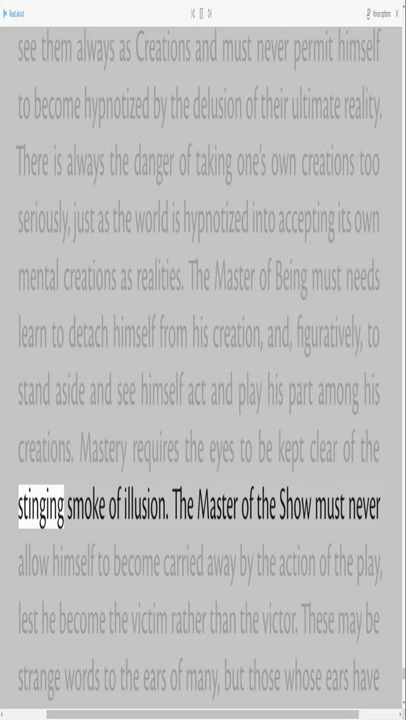 Read aloud
Voice options
see them always as Creations and must never permit himself
to become hypnotized by the delusion of their ultimate reality.
There is always the danger of taking one's own creations too
seriously, just as the world is hypnotized into accepting its own
mental creations as realities. The Master of Being must needs
learn to detach himself from his creation, and, figuratively, to
stand aside and see himself act and play his part among his
creations. Mastery requires the eyes to be kept clear of the
stinging smoke of illusion. The Master of the Show must never
allow himself to become carried away by the action of the play,
lest he become the victim rather than the victor. These may be
strange words to the ears of many, but those whose ears have